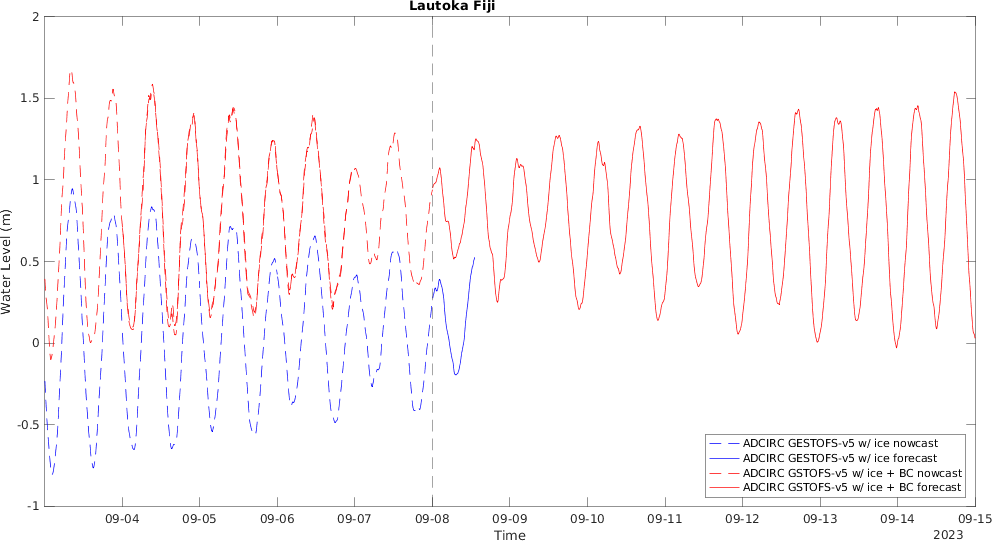 Lautoka Fiji
2
1.5
1
0.5
0
-0.5
-1
Water Level (m)
09-04 09-05 09-06 09-07 09-08 09-09 09-10 09-11 09-12 09-13 09-14 09-15
Time
2023
ADCIRC GESTOFS-v5 w/ ice nowcast
ADCIRC GESTOFS-v5 w/ ice forecast
ADCIRC GSTOFS-v5 w/ ice + BC nowcast
ADCIRC GSTOFS-v5 w/ ice + BC forecast